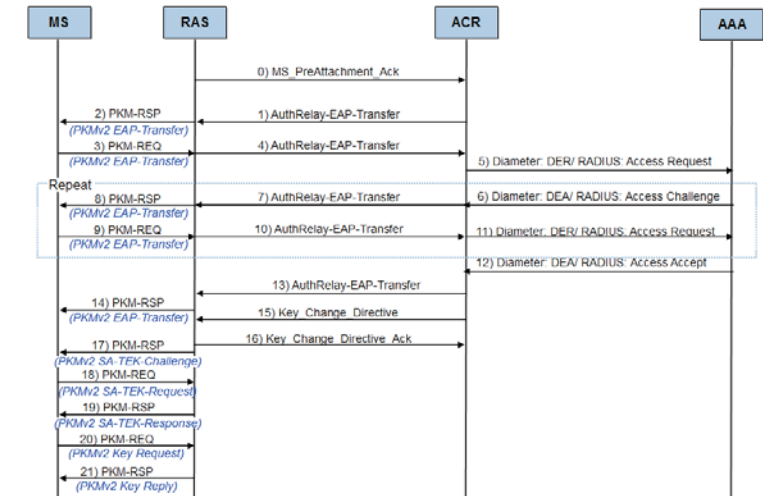 MS RAS ACR AAA
0) MS_PreAttachment_Ack
2) PKM-RSP 1) AuthRelay-EAP-Transfer
(PKMv2 EAP-Transfer)
3) PKM-REQ 4) AuthRelay-EAP-Transfer
(PKMv2 EAP-Transfer) 5) Diameter: DER/ RADIUS: Access Request
Repeat
8) PKM-RSP 7) AuthRelay-EAP-Transfer 6) Diameter: DEA/ RADIUS: Access Challenge
(PKMv2 EAP-Transfer)
9) PKM-REQ 10) AuthRelay-EAP-Transfer 11) Diameter: DER/ RADIUS: Access Request
(PKMv2 EAP-Transfer)
12) Diameter: DEA/ RADIUS: Access Accept
13) AuthRelay-EAP-Transfer
14) PKM-RSP
(PKMv2 EAP-Transfer) 15) Key_Change_Directive
16) Key_Change_Directive_Ack
17) PKM-RSP
(PKMv2 SA-TEK-Challenge)
18) PKM-REQ
(PKMv2 SA-TEK-Request)
19) PKM-RSP
(PKMv2 SA-TEK-Response)
20) PKM-REQ
(PKMv2 Key Request)
21) PKM-RSP
(PKMv2 Key Reply)